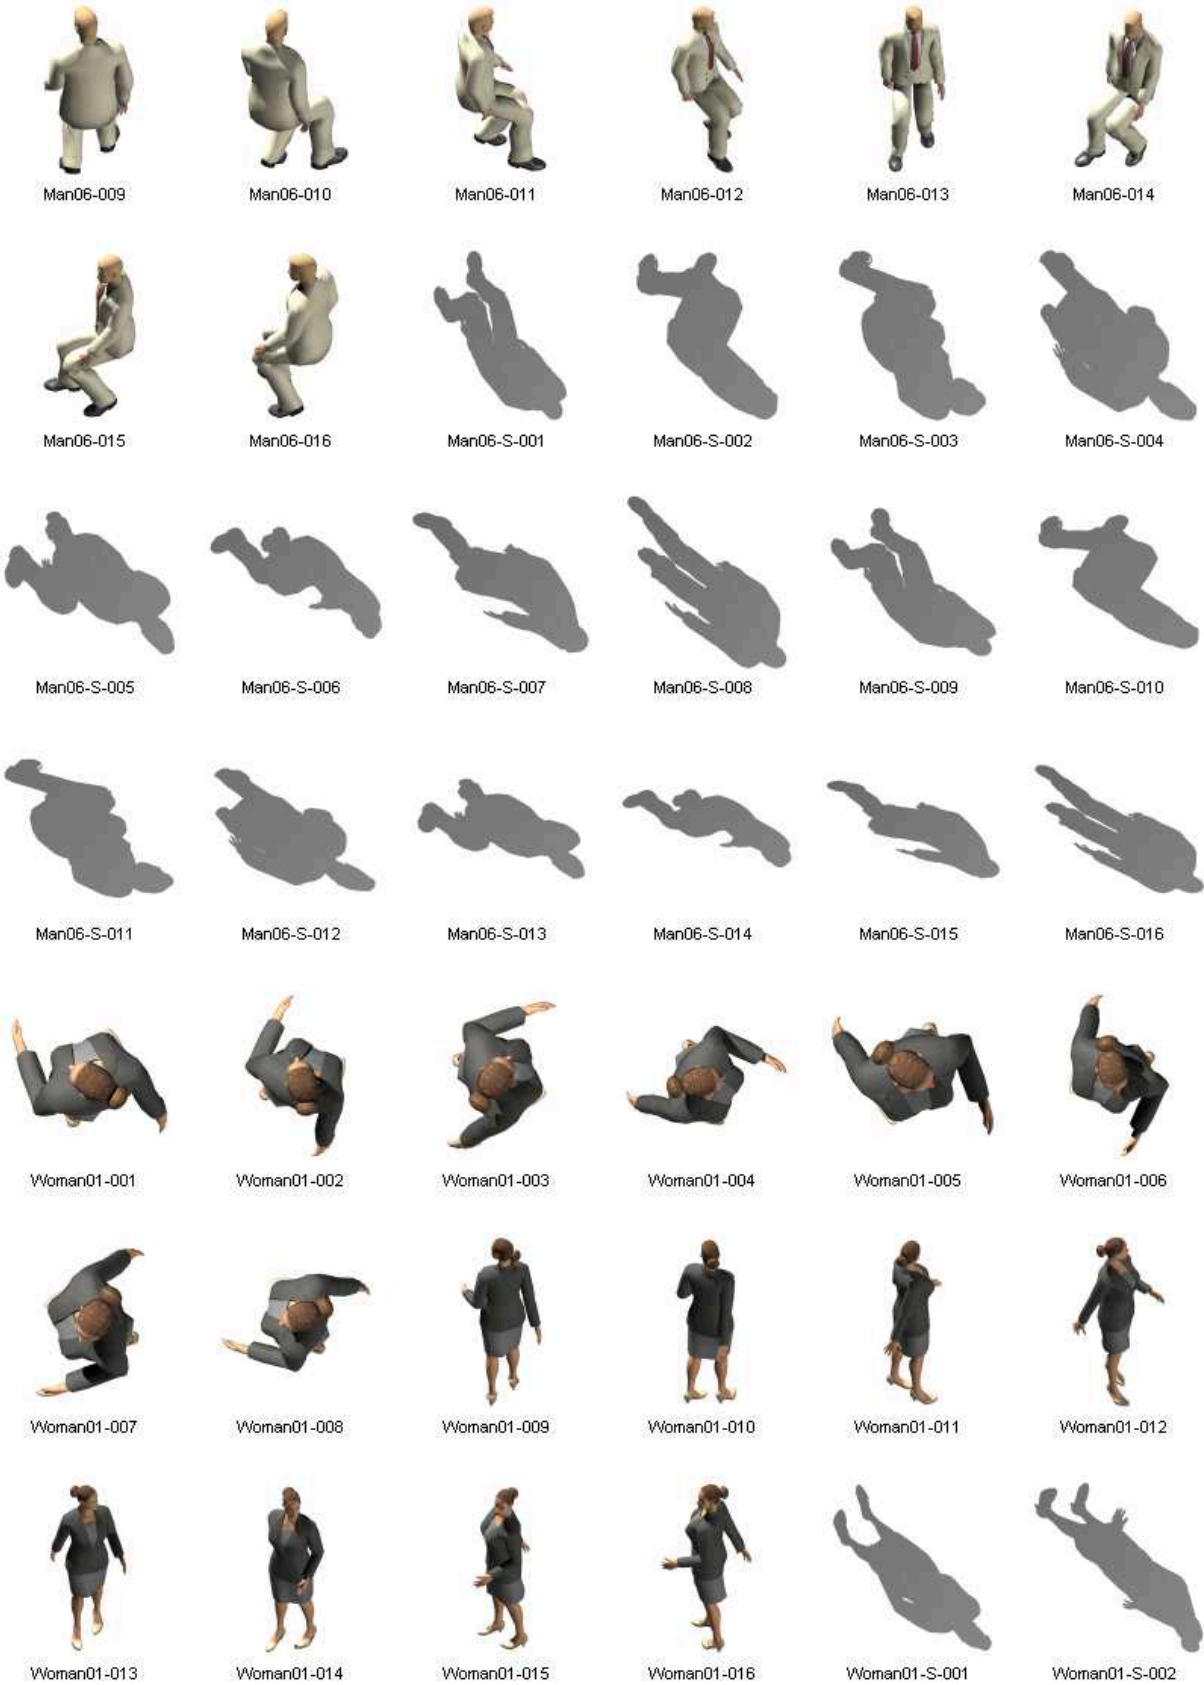 Man06-009 Man06-010 Man06-011 Man06-012 Man06-013 Man06-014
Man06-015 Man06-016 Man06-S-001 Man06-S-002 Man06-S-003 Man06-S-004
Man06-S-005 Man06-S-006 Man06-S-007 Man06-S-008 Man06-S-009 Man06-S-010
Man06-S-011 Man06-S-012 Man06-S-013 Man06-S-014 Man06-S-015 Man06-S-016
Woman01-001 Woman01-002 Woman01-003 Woman01-004 Woman01-005 Woman01-006
Woman01-007 Woman01-008 Woman01-009 Woman01-010 Woman01-011 Woman01-012
Woman01-013 Woman01-014 Woman01-015 Woman01-016 Woman01-S-001 Woman01-S-002